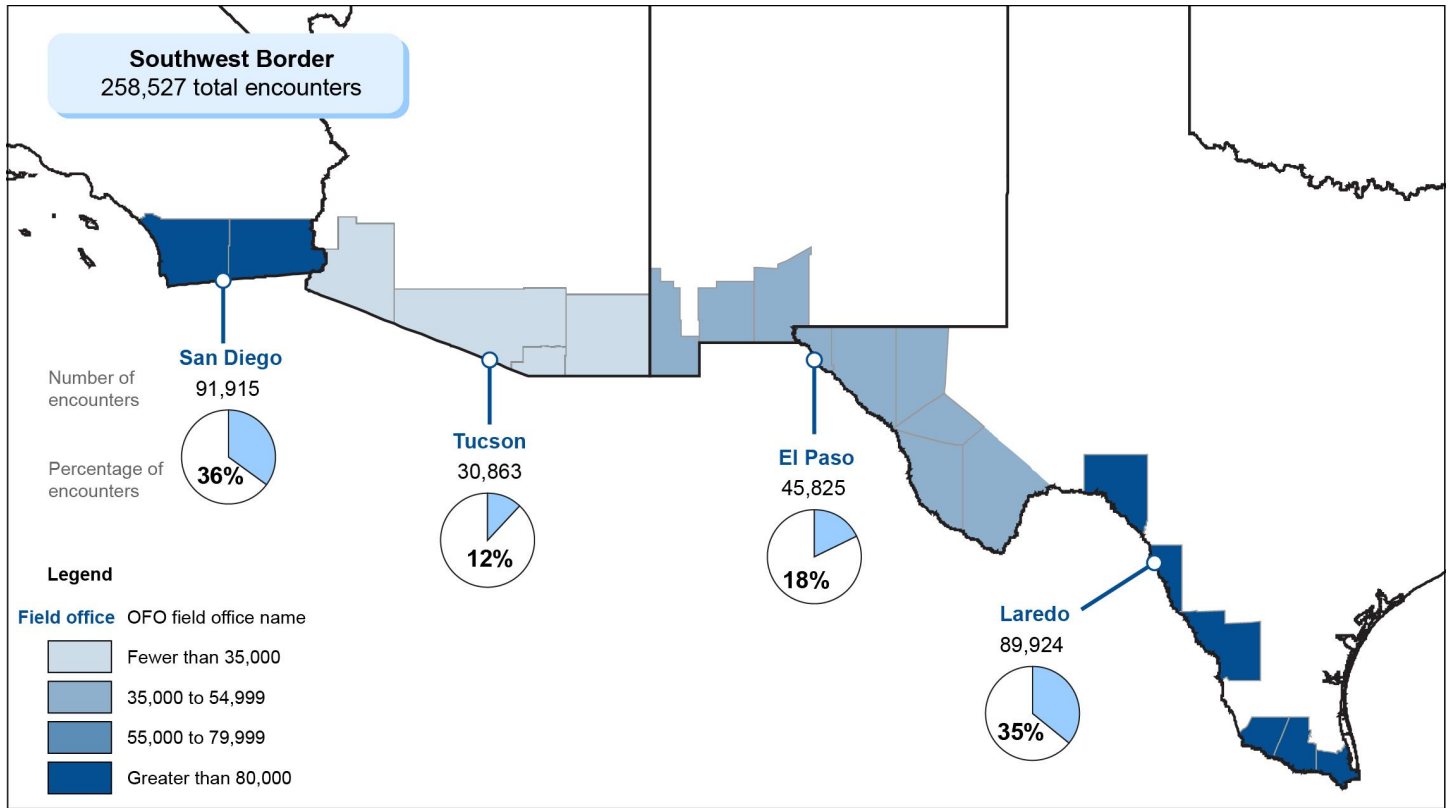 Southwest Border
258,527 total encounters
San Diego
Number of
encounters
91,915
Percentage of
encounters
36%
Tucson
30,863
12%
El Paso
45,825
18%
Laredo
89,924
35%
Legend
Field office OFO field office name
Fewer than 35,000
35,000 to 54,999
55,000 to 79,999
Greater than 80,000